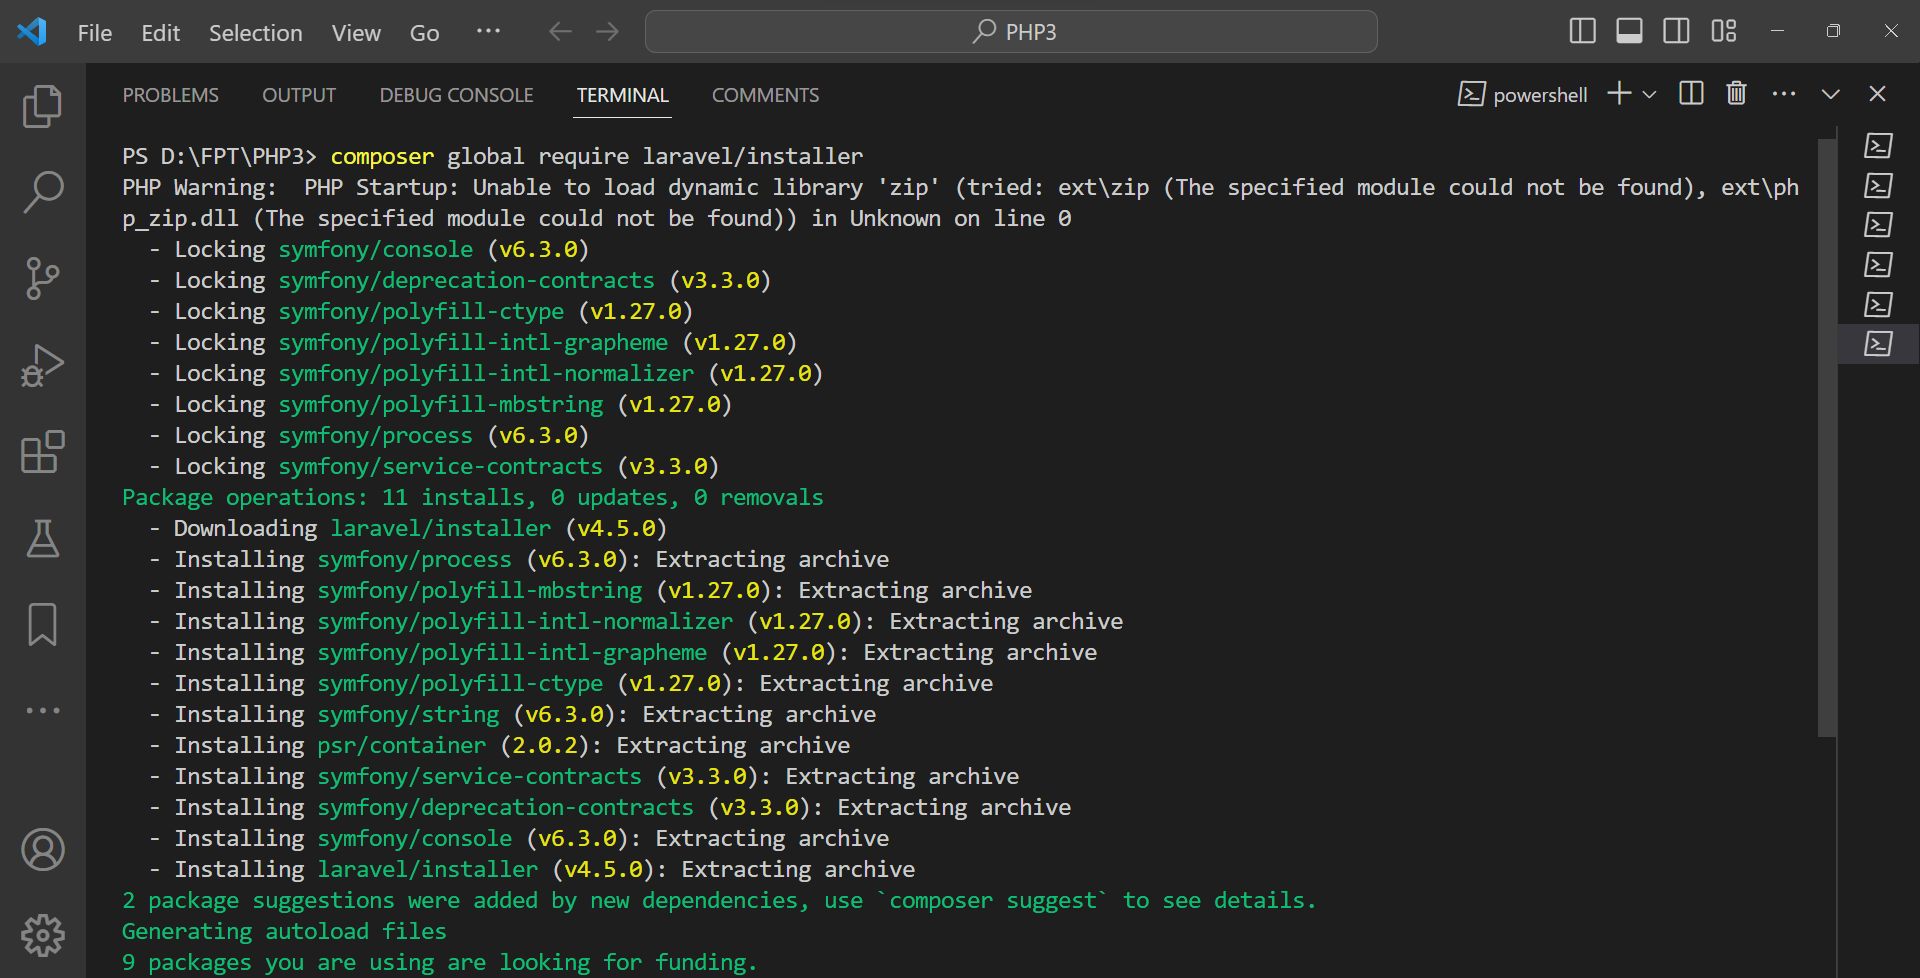 File Edit Selection View Go ...
PHP3
PROBLEMS OUTPUT DEBUG CONSOLE TERMINAL COMMENTS
powershell
PS D:\FPT\PHP3> composer global require laravel/installer
PHP Warning:  PHP Startup: Unable to load dynamic library 'zip' (tried: ext\zip (The specified module could not be found), ext\ph
p_zip.dll (The specified module could not be found)) in Unknown on line 0
  - Locking symfony/console (v6.3.0)
  - Locking symfony/deprecation-contracts (v3.3.0)
  - Locking symfony/polyfill-ctype (v1.27.0)
  - Locking symfony/polyfill-intl-grapheme (v1.27.0)
  - Locking symfony/polyfill-intl-normalizer (v1.27.0)
  - Locking symfony/polyfill-mbstring (v1.27.0)
  - Locking symfony/process (v6.3.0)
  - Locking symfony/service-contracts (v3.3.0)
Package operations: 11 installs, 0 updates, 0 removals
  - Downloading laravel/installer (v4.5.0)
  - Installing symfony/process (v6.3.0): Extracting archive
  - Installing symfony/polyfill-mbstring (v1.27.0): Extracting archive
  - Installing symfony/polyfill-intl-normalizer (v1.27.0): Extracting archive
  - Installing symfony/polyfill-intl-grapheme (v1.27.0): Extracting archive
  - Installing symfony/polyfill-ctype (v1.27.0): Extracting archive
  - Installing symfony/string (v6.3.0): Extracting archive
  - Installing psr/container (2.0.2): Extracting archive
  - Installing symfony/service-contracts (v3.3.0): Extracting archive
  - Installing symfony/deprecation-contracts (v3.3.0): Extracting archive
  - Installing symfony/console (v6.3.0): Extracting archive
  - Installing laravel/installer (v4.5.0): Extracting archive
2 package suggestions were added by new dependencies, use `composer suggest` to see details.
Generating autoload files
9 packages you are using are looking for funding.